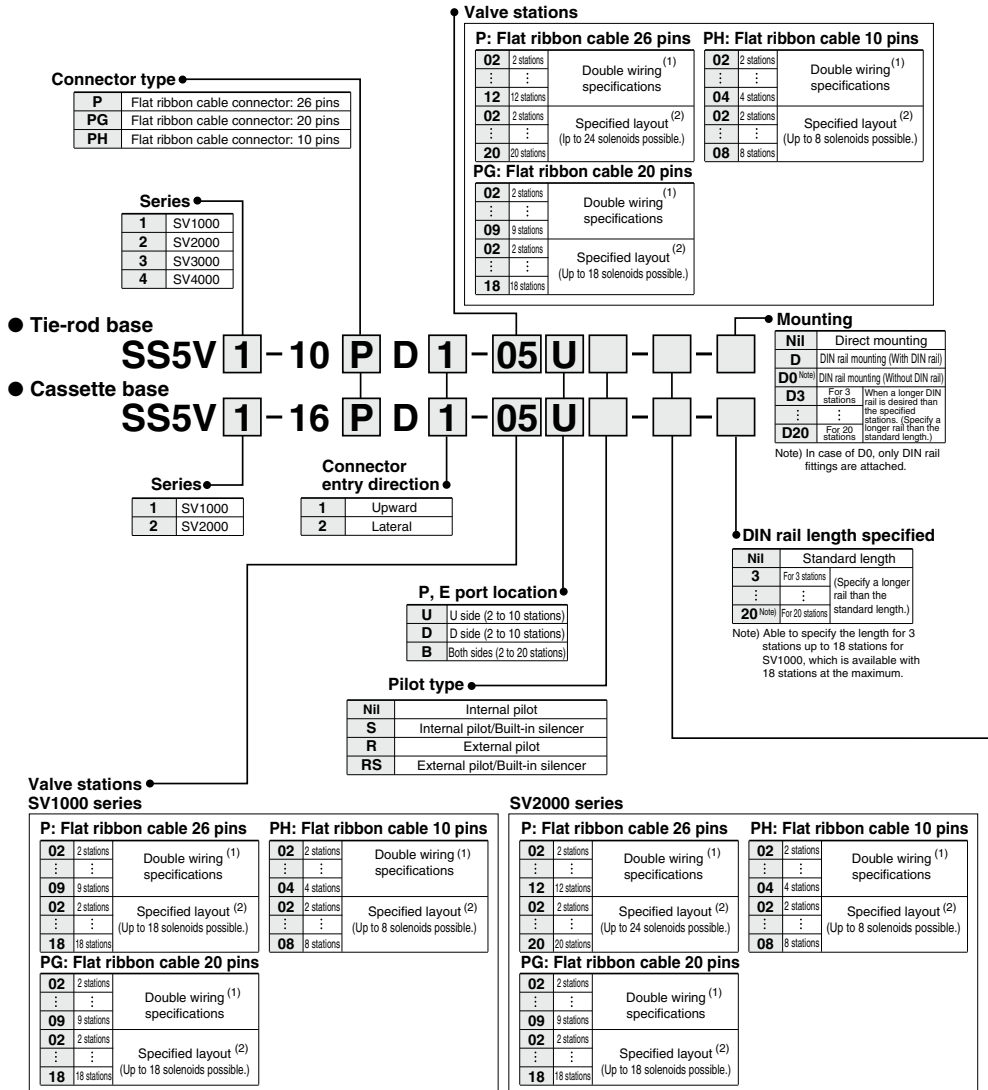 Valve stations
P: Flat ribbon cable 26 pins
02 2 stations
⋮ ⋮
12 12 stations
Double wiring (1)
specifications
02 2 stations
⋮ ⋮
20 20 stations
Specified layout (2)
(Ip to 24 solenoids possible.)
PH: Flat ribbon cable 10 pins
02 2 stations
⋮ ⋮
04 4 stations
Double wiring (1)
specifications
02 2 stations
⋮ ⋮
08 8 stations
Specified layout (2)
(Up to 8 solenoids possible.)
PG: Flat ribbon cable 20 pins
02 2 stations
⋮ ⋮
09 9 stations
Double wiring (1)
specifications
02 2 stations
⋮ ⋮
18 18 stations
Specified layout (2)
(Up to 18 solenoids possible.)
Connector type
P Flat ribbon cable connector: 26 pins
PG Flat ribbon cable connector: 20 pins
PH Flat ribbon cable connector: 10 pins
Series
1 SV1000
2 SV2000
3 SV3000
4 SV4000
● Tie-rod base
SS5V 1 - 10 P D 1 - 05 U - -
● Cassette base
SS5V 1 - 16 P D 1 - 05 U - -
Mounting
Nil Direct mounting
D DIN rail mounting (With DIN rail)
D0 Note) DIN rail mounting (Without DIN rail)
D3 For 3 stations
⋮ ⋮
D20 For 20 stations
When a longer DIN
rail is desired than
the specified
stations. (Specify a
longer rail than the
standard length.)
Note) In case of D0, only DIN rail
fittings are attached.
Series
1 SV1000
2 SV2000
Connector
entry direction
1 Upward
2 Lateral
DIN rail length specified
Nil Standard length
3 For 3 stations
⋮ ⋮
20 Note) For 20 stations
(Specify a longer
rail than the
standard length.)
Note) Able to specify the length for 3
stations up to 18 stations for
SV1000, which is available with
18 stations at the maximum.
P, E port location
U U side (2 to 10 stations)
D D side (2 to 10 stations)
B Both sides (2 to 20 stations)
Pilot type
Nil Internal pilot
S Internal pilot/Built-in silencer
R External pilot
RS External pilot/Built-in silencer
Valve stations
SV1000 series
P: Flat ribbon cable 26 pins
02 2 stations
⋮ ⋮
09 9 stations
Double wiring (1)
specifications
02 2 stations
⋮ ⋮
18 18 stations
Specified layout (2)
(Up to 18 solenoids possible.)
PH: Flat ribbon cable 10 pins
02 2 stations
⋮ ⋮
04 4 stations
Double wiring (1)
specifications
02 2 stations
⋮ ⋮
08 8 stations
Specified layout (2)
(Up to 8 solenoids possible.)
PG: Flat ribbon cable 20 pins
02 2 stations
⋮ ⋮
09 9 stations
Double wiring (1)
specifications
02 2 stations
⋮ ⋮
18 18 stations
Specified layout (2)
(Up to 18 solenoids possible.)
SV2000 series
P: Flat ribbon cable 26 pins
02 2 stations
⋮ ⋮
12 12 stations
Double wiring (1)
specifications
02 2 stations
⋮ ⋮
20 20 stations
Specified layout (2)
(Up to 24 solenoids possible.)
PH: Flat ribbon cable 10 pins
02 2 stations
⋮ ⋮
04 4 stations
Double wiring (1)
specifications
02 2 stations
⋮ ⋮
08 8 stations
Specified layout (2)
(Up to 8 solenoids possible.)
PG: Flat ribbon cable 20 pins
02 2 stations
⋮ ⋮
09 9 stations
Double wiring (1)
specifications
02 2 stations
⋮ ⋮
18 18 stations
Specified layout (2)
(Up to 18 solenoids possible.)